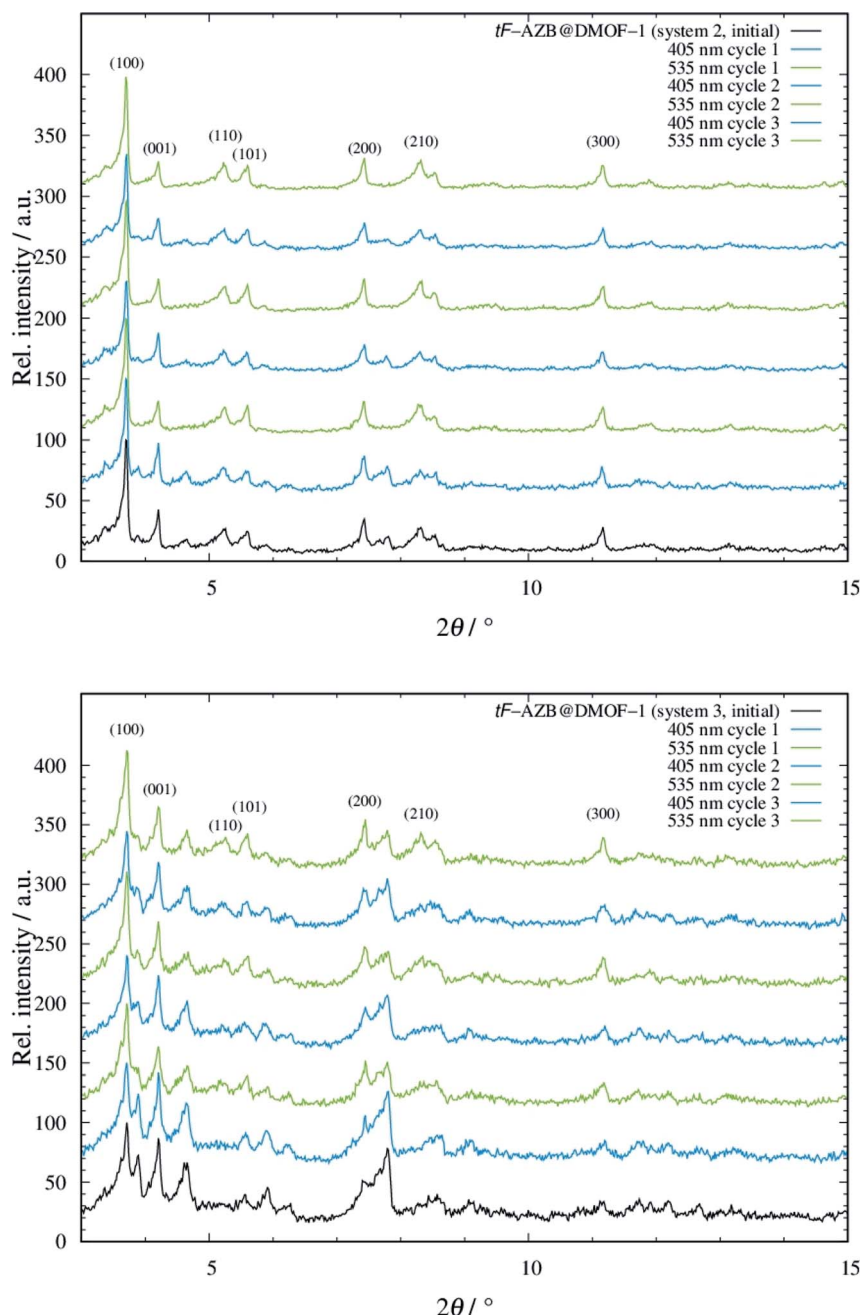 tF–AZB@DMOF–1 (system 2, initial)
405 nm cycle 1
535 nm cycle 1
405 nm cycle 2
535 nm cycle 2
405 nm cycle 3
535 nm cycle 3
(100)
(001)
(110)
(101)
(200)
(210)
(300)
400
350
300
250
200
150
100
50
0
Rel. intensity / a.u.
5
10
15
2θ / °
tF–AZB@DMOF–1 (system 3, initial)
405 nm cycle 1
535 nm cycle 1
405 nm cycle 2
535 nm cycle 2
405 nm cycle 3
535 nm cycle 3
(100)
(001)
(110)
(101)
(200)
(210)
(300)
400
350
300
250
200
150
100
50
0
Rel. intensity / a.u.
5
10
15
2θ / °